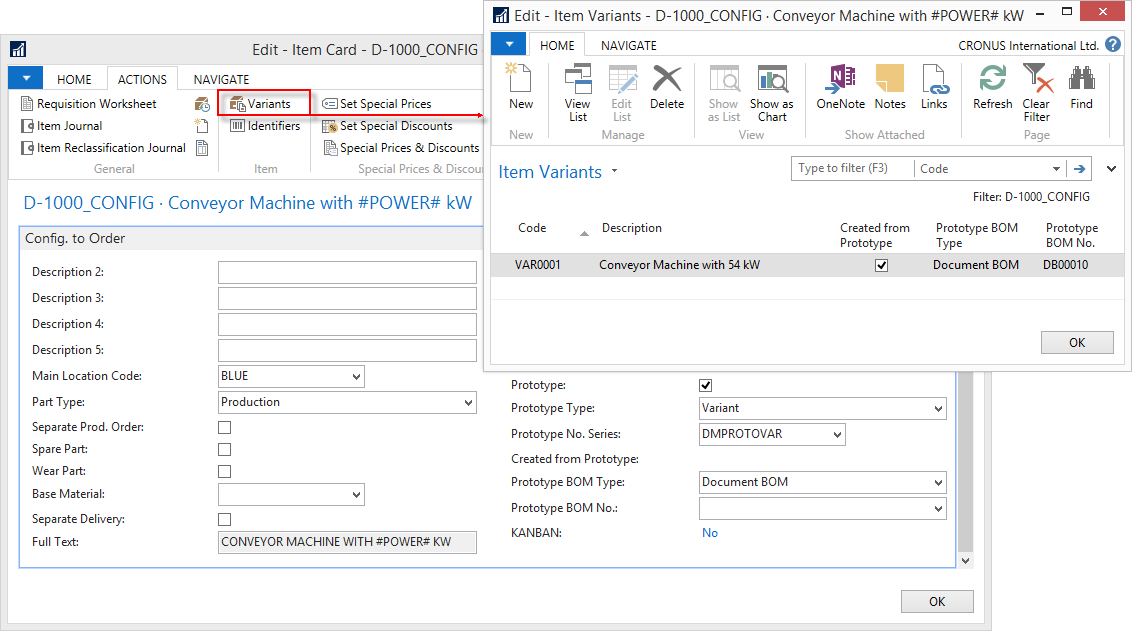 Edit - Item Card - D-1000_CONFIG ·
HOME ACTIONS NAVIGATE
Requisition Worksheet
Item Journal
Item Reclassification Journal
General
Variants
Identifiers
Item
Set Special Prices
Set Special Discounts
Special Prices & Discounts
Special Prices & Discou
D-1000_CONFIG · Conveyor Machine with #POWER# kW
Config. to Order
Description 2:
Description 3:
Description 4:
Description 5:
Main Location Code: BLUE
Part Type: Production
Separate Prod. Order:
Spare Part:
Wear Part:
Base Material:
Separate Delivery:
Full Text: CONVEYOR MACHINE WITH #POWER# KW
Prototype:
Prototype Type: Variant
Prototype No. Series: DMPROTOVAR
Created from Prototype:
Prototype BOM Type: Document BOM
Prototype BOM No.:
KANBAN: No
OK
Edit - Item Variants - D-1000_CONFIG · Conveyor Machine with #POWER# kW
HOME NAVIGATE CRONUS International Ltd. ?
New
New
View List
Edit List
Delete
Manage
Show as List
Show as Chart
View
OneNote
Notes
Links
Show Attached
Refresh
Clear Filter
Find
Page
Item Variants
Type to filter (F3) Code
Filter: D-1000_CONFIG
Code Description Created from Prototype Prototype BOM Type Prototype BOM No.
VAR0001 Conveyor Machine with 54 kW Document BOM DB00010
OK